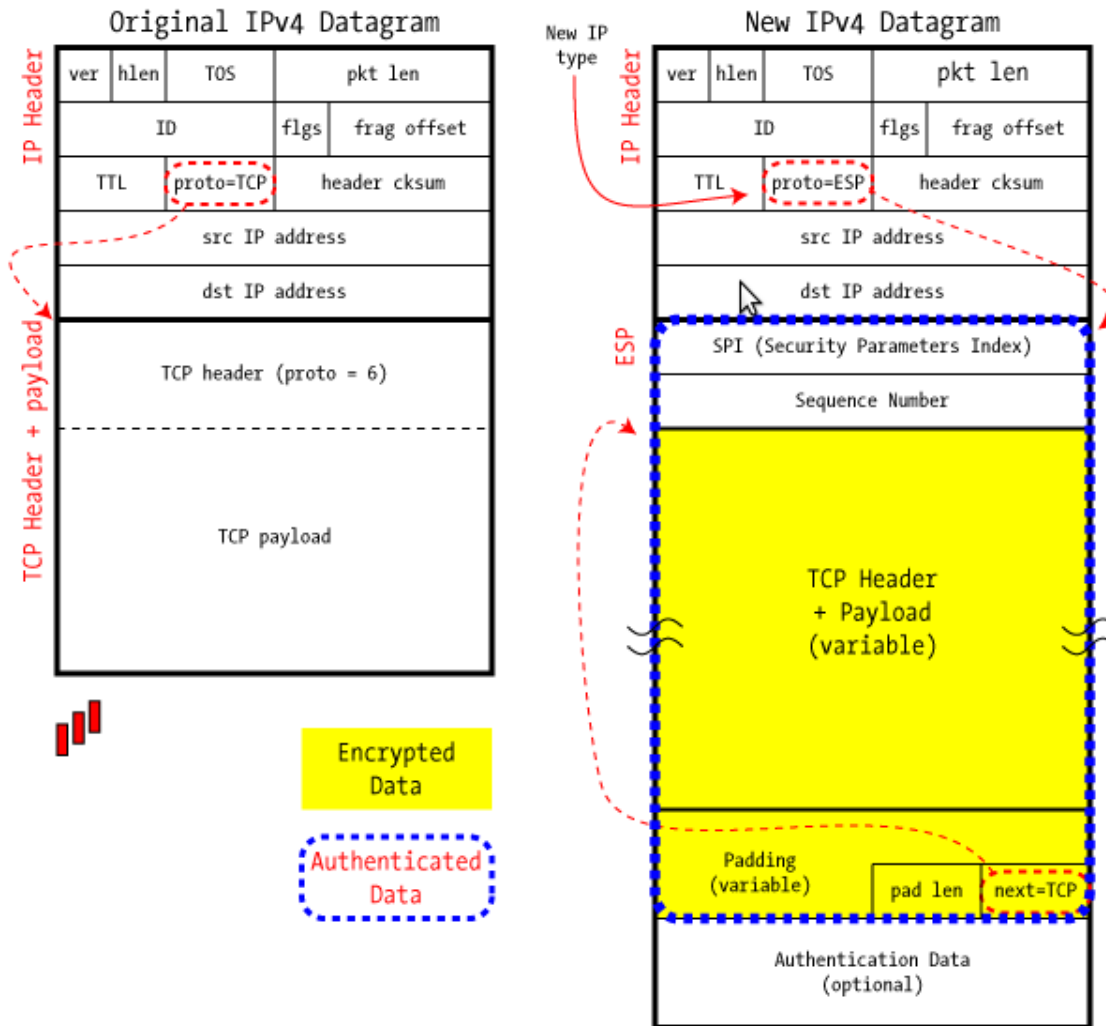 Original IPv4 Datagram
IP Header
ver hlen TOS pkt len
ID flgs frag offset
TTL proto=TCP header cksum
src IP address
dst IP address
TCP Header + payload
TCP header (proto = 6)
TCP payload
Encrypted
Data
Authenticated
Data
New IPv4 Datagram
New IP
type
IP Header
ver hlen TOS pkt len
ID flgs frag offset
TTL proto=ESP header cksum
src IP address
dst IP address
ESP
SPI (Security Parameters Index)
Sequence Number
TCP Header
+ Payload
(variable)
Padding
(variable)
pad len next=TCP
Authentication Data
(optional)